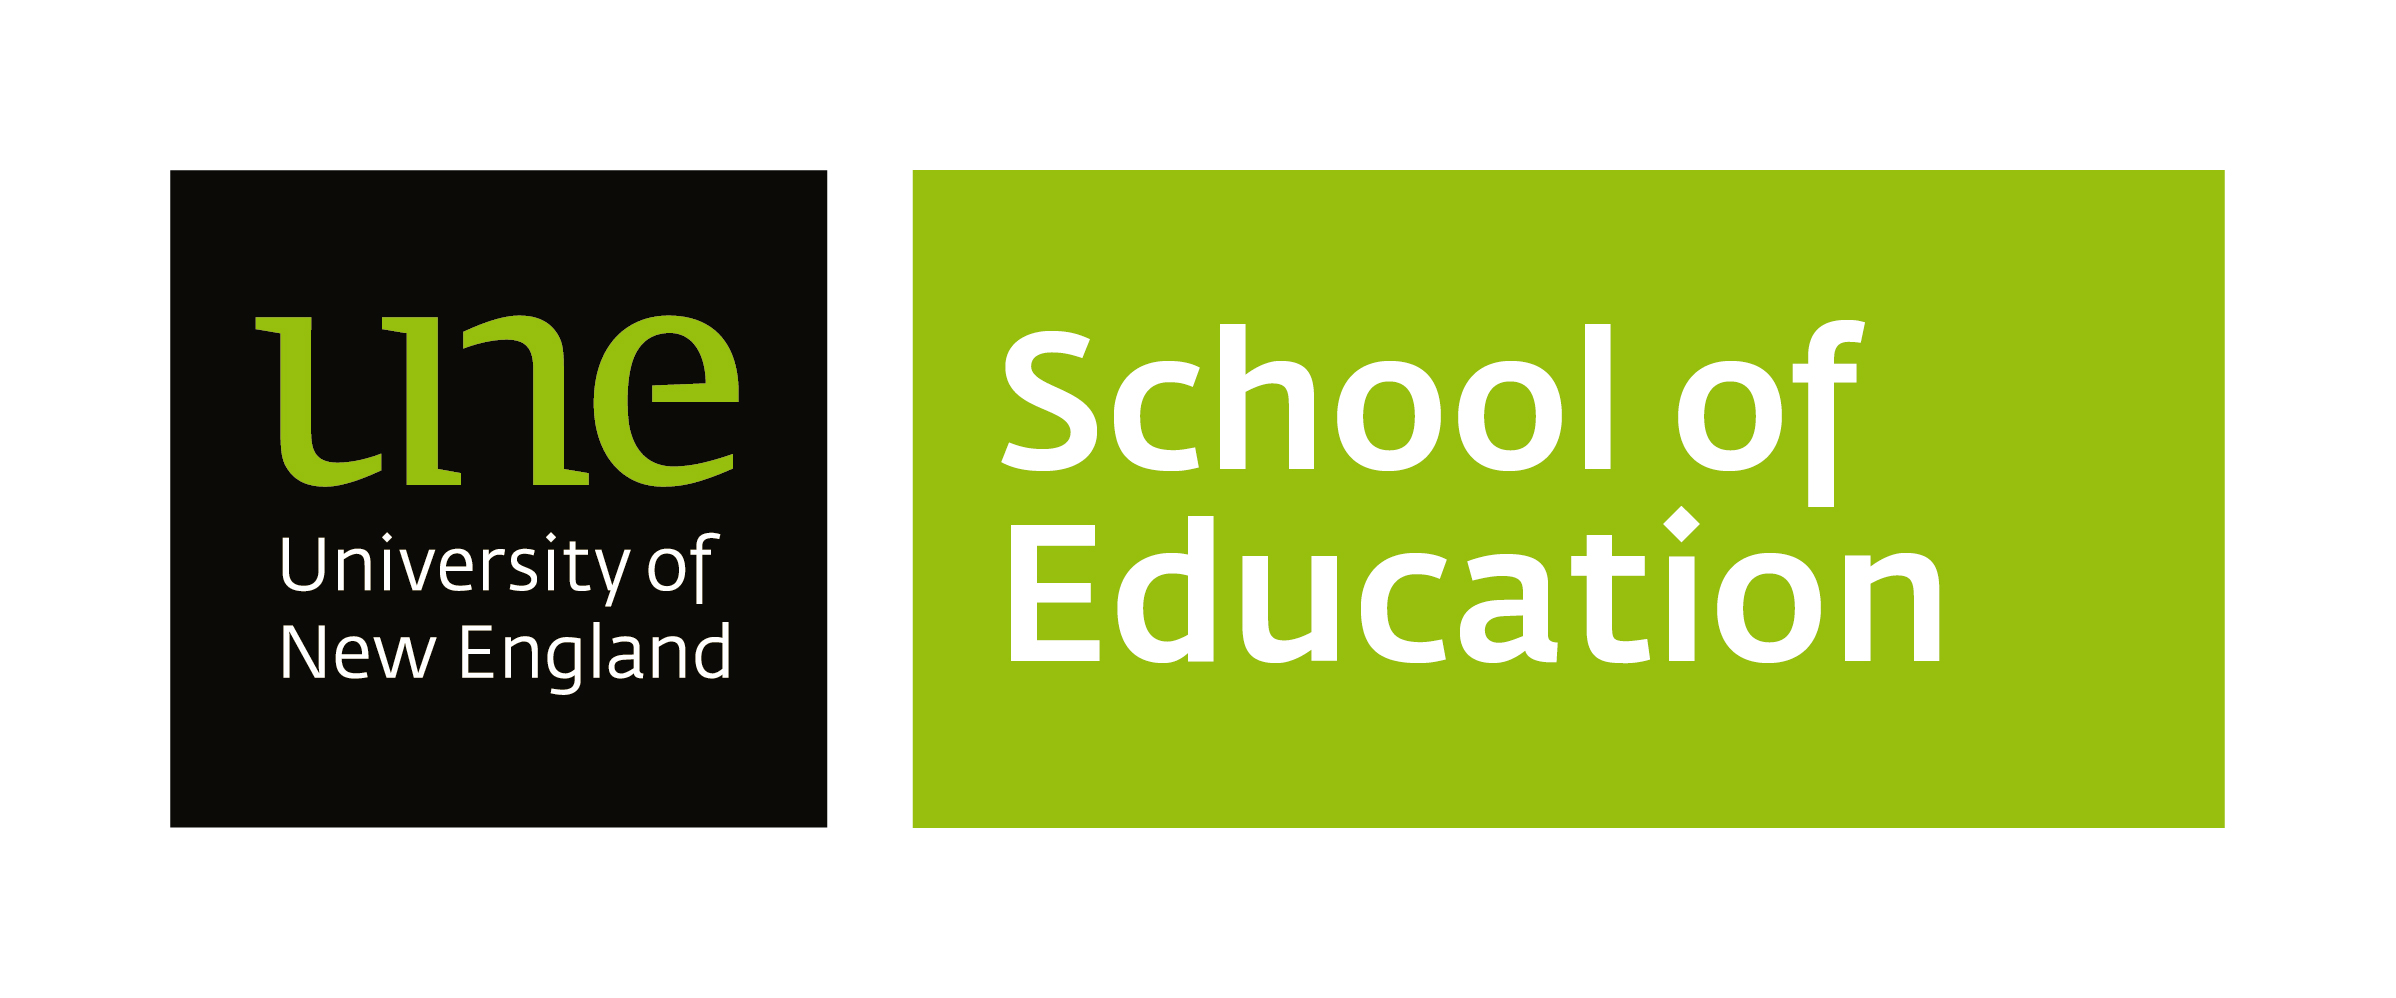 une
University of
New England
School of
Education